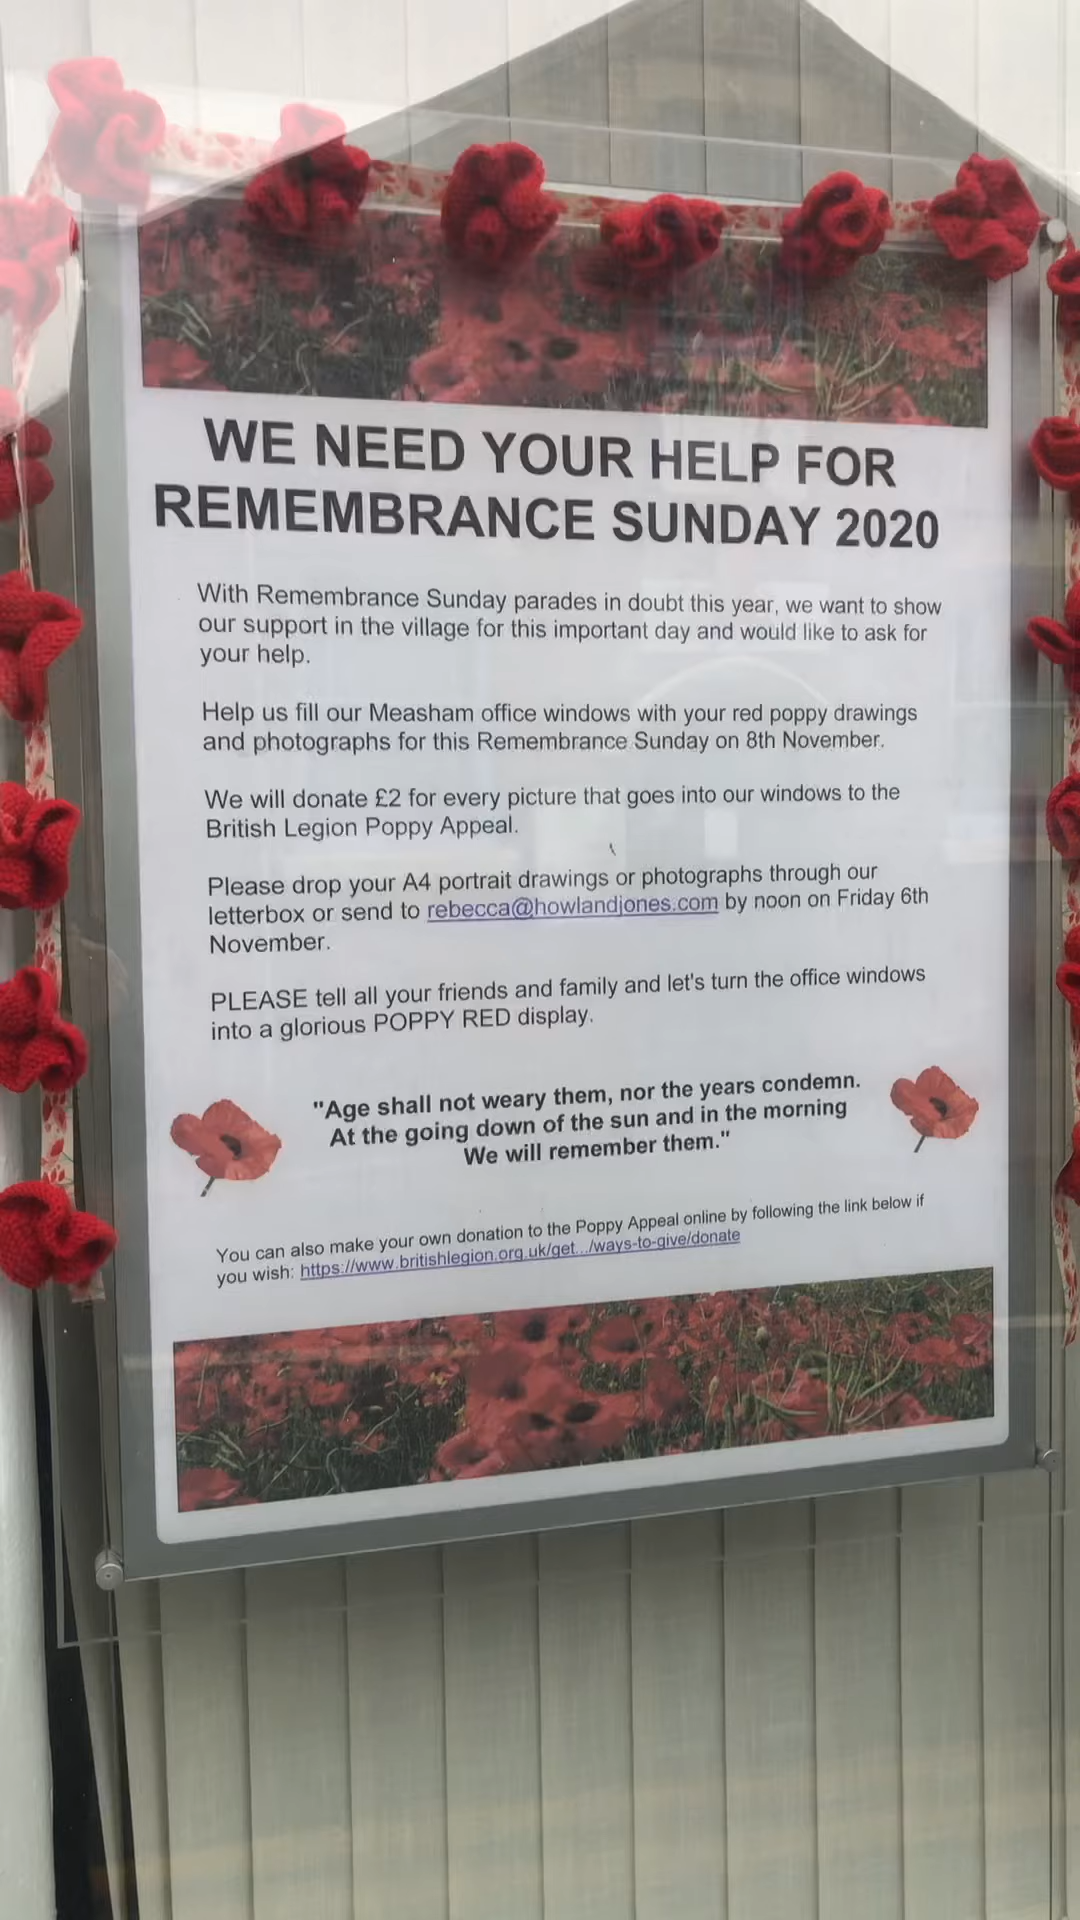 WE NEED YOUR HELP FOR
REMEMBRANCE SUNDAY 2020
With Remembrance Sunday parades in doubt this year, we want to show
our support in the village for this important day and would like to ask for
your help.
Help us fill our Measham office windows with your red poppy drawings
and photographs for this Remembrance Sunday on 8th November.
We will donate £2 for every picture that goes into our windows to the
British Legion Poppy Appeal.
Please drop your A4 portrait drawings or photographs through our
letterbox or send to rebecca@howlandjones.com by noon on Friday 6th
November.
PLEASE tell all your friends and family and let's turn the office windows
into a glorious POPPY RED display.
"Age shall not weary them, nor the years condemn.
At the going down of the sun and in the morning
We will remember them."
You can also make your own donation to the Poppy Appeal online by following the link below if
you wish: https://www.britishlegion.org.uk/get.../ways-to-give/donate